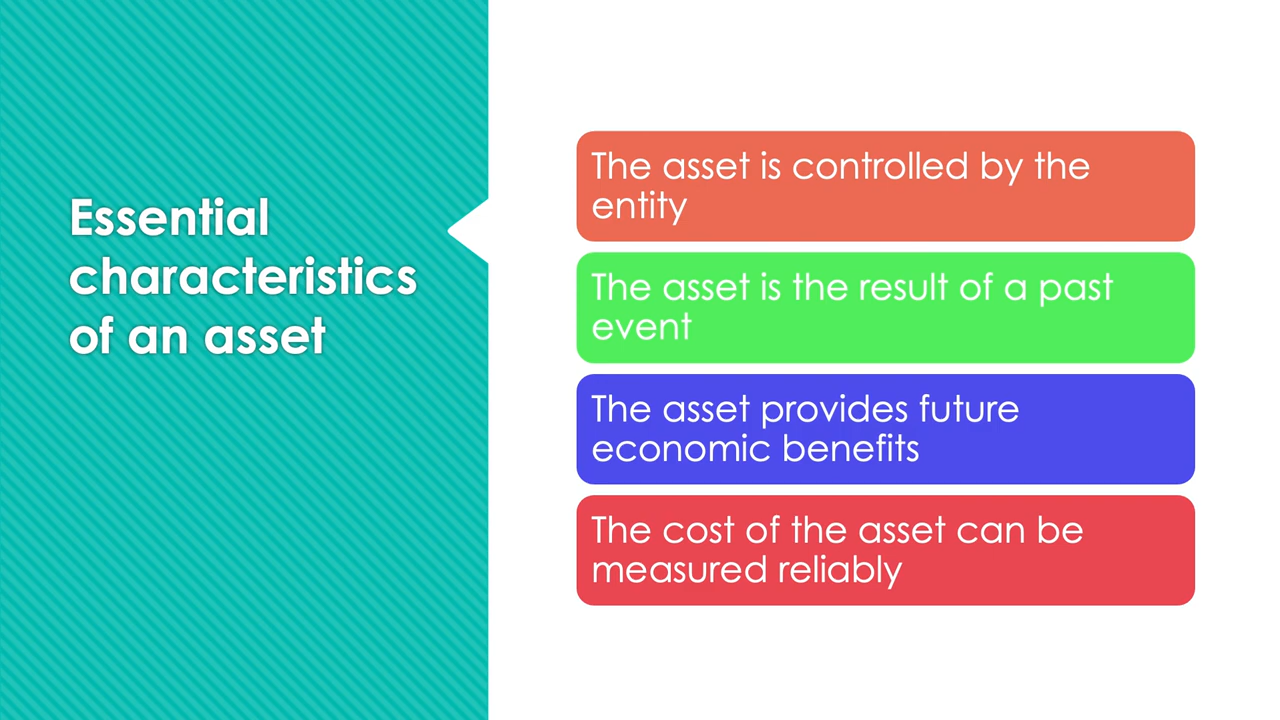 Essential
characteristics
of an asset
The asset is controlled by the
entity
The asset is the result of a past
event
The asset provides future
economic benefits
The cost of the asset can be
measured reliably